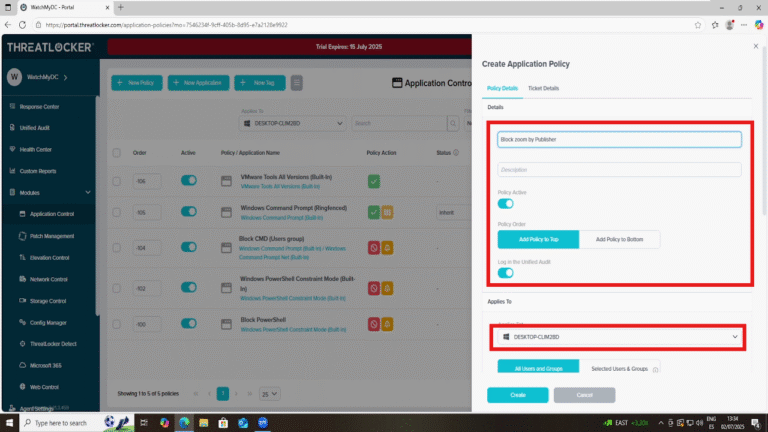 WatchMyDC
https://portal.threatlocker.com/application-policies/?mo=7546234f-9cff-405b-8d95-e7a2128e9922
THREATLOCKER
Trial Expires: 15 July 2025
W WatchMyDC
Response Center
Unified Audit
Health Center
Custom Reports
Modules
Application Control
Patch Management
Elevation Control
Network Control
Storage Control
Config Manager
ThreatLocker Detect
Microsoft 365
Web Control
Agent Settings
+ New Policy
+ New Application
+ New Tag
Application Contro
Applies To
DESKTOP-CLIM2BD
Search
Order Active Policy / Application Name Policy Action Status
-106 VMware Tools All Versions (Built-In)
VMware Tools All Versions (Built-In)
-
-105 Windows Command Prompt (Ringfenced)
Windows Command Prompt (Built-In)
Inherit
-104 Block CMD (Users group)
Windows Command Prompt (Built-In) / Windows
Command Prompt Net (Built-In)
-
-102 Windows PowerShell Constraint Mode (Built-
In)
Windows PowerShell Constraint Mode (Built-In)
-
-100 Block PowerShell
Windows PowerShell (Built-In)
-
Showing 1 to 5 of 5 policies
1
25
Create Application Policy
Policy Details Ticket Details
Details
Block zoom by Publisher
Description
Policy Active
Policy Order
Add Policy to Top Add Policy to Bottom
Log in the Unified Audit
Applies To
DESKTOP-CLIM2BD
All Users and Groups Selected Users & Groups
Create Cancel
Type here to search
EAST +3,20%
ENG
ES
13:34
02/07/2025